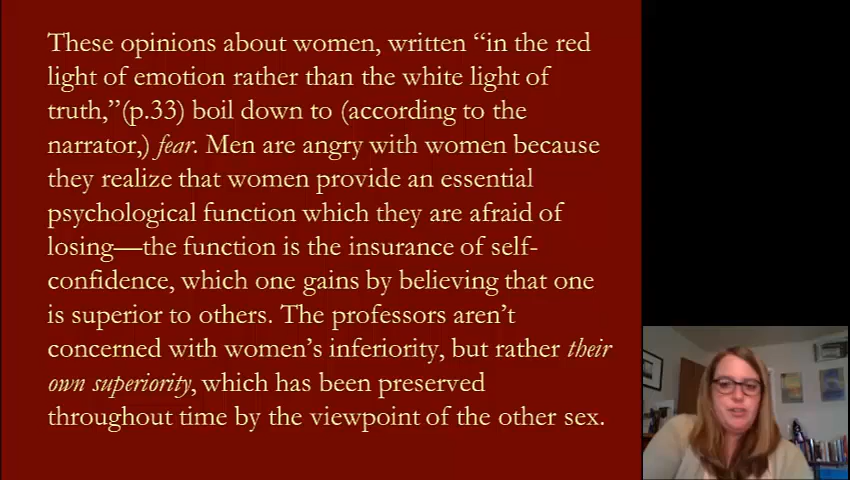 These opinions about women, written “in the red
light of emotion rather than the white light of
truth,”(p.33) boil down to (according to the
narrator,) fear. Men are angry with women because
they realize that women provide an essential
psychological function which they are afraid of
losing—the function is the insurance of self-
confidence, which one gains by believing that one
is superior to others. The professors aren’t
concerned with women’s inferiority, but rather their
own superiority, which has been preserved
throughout time by the viewpoint of the other sex.